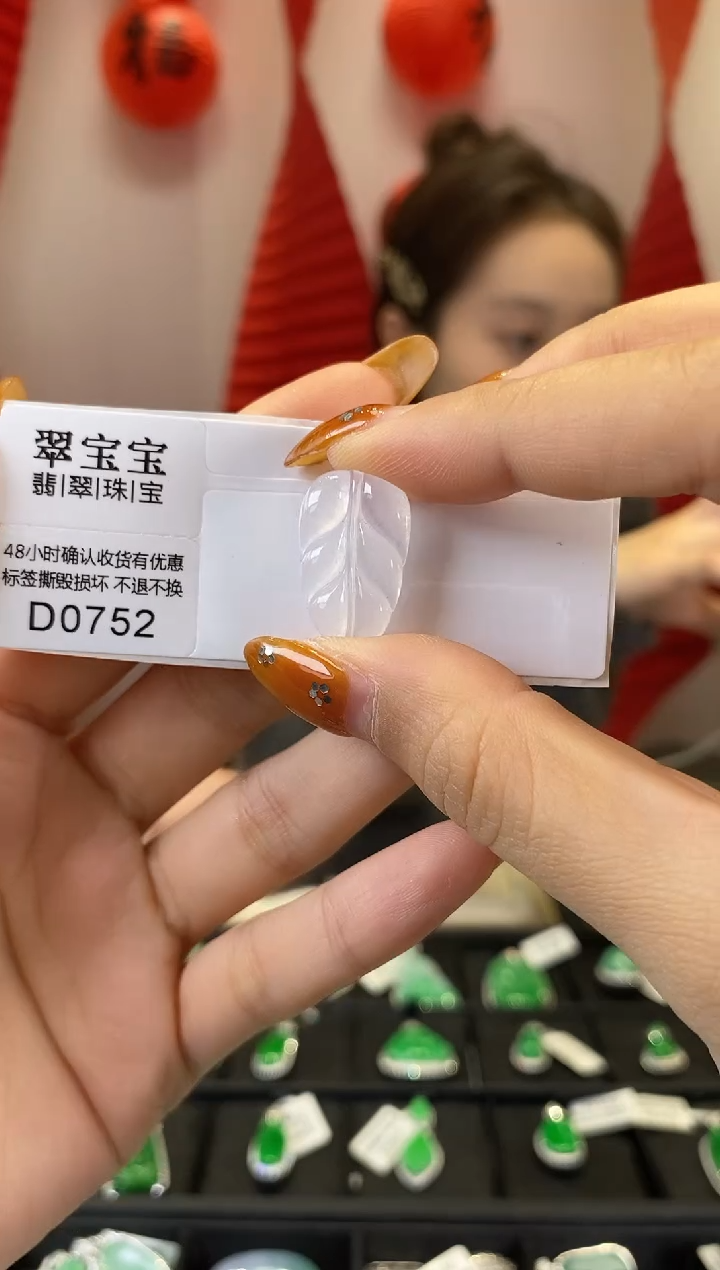 翠宝宝
翡|翠|珠|宝
48小时确认收货有优惠
标签撕毁损坏 不退不换
D0752